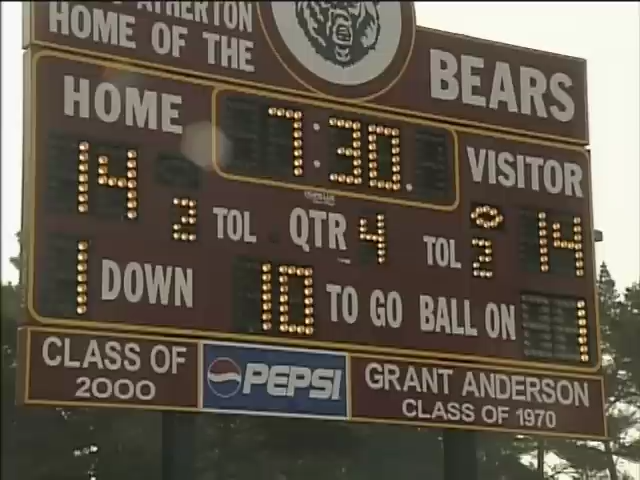 ATHERTON
HOME OF THE
BEARS
HOME
7:30.
VISITOR
14
2 TOL
QTR 4
TOL 2
14
1 DOWN
10 TO GO
BALL ON 1
CLASS OF
2000
PEPSI
GRANT ANDERSON
CLASS OF 1970